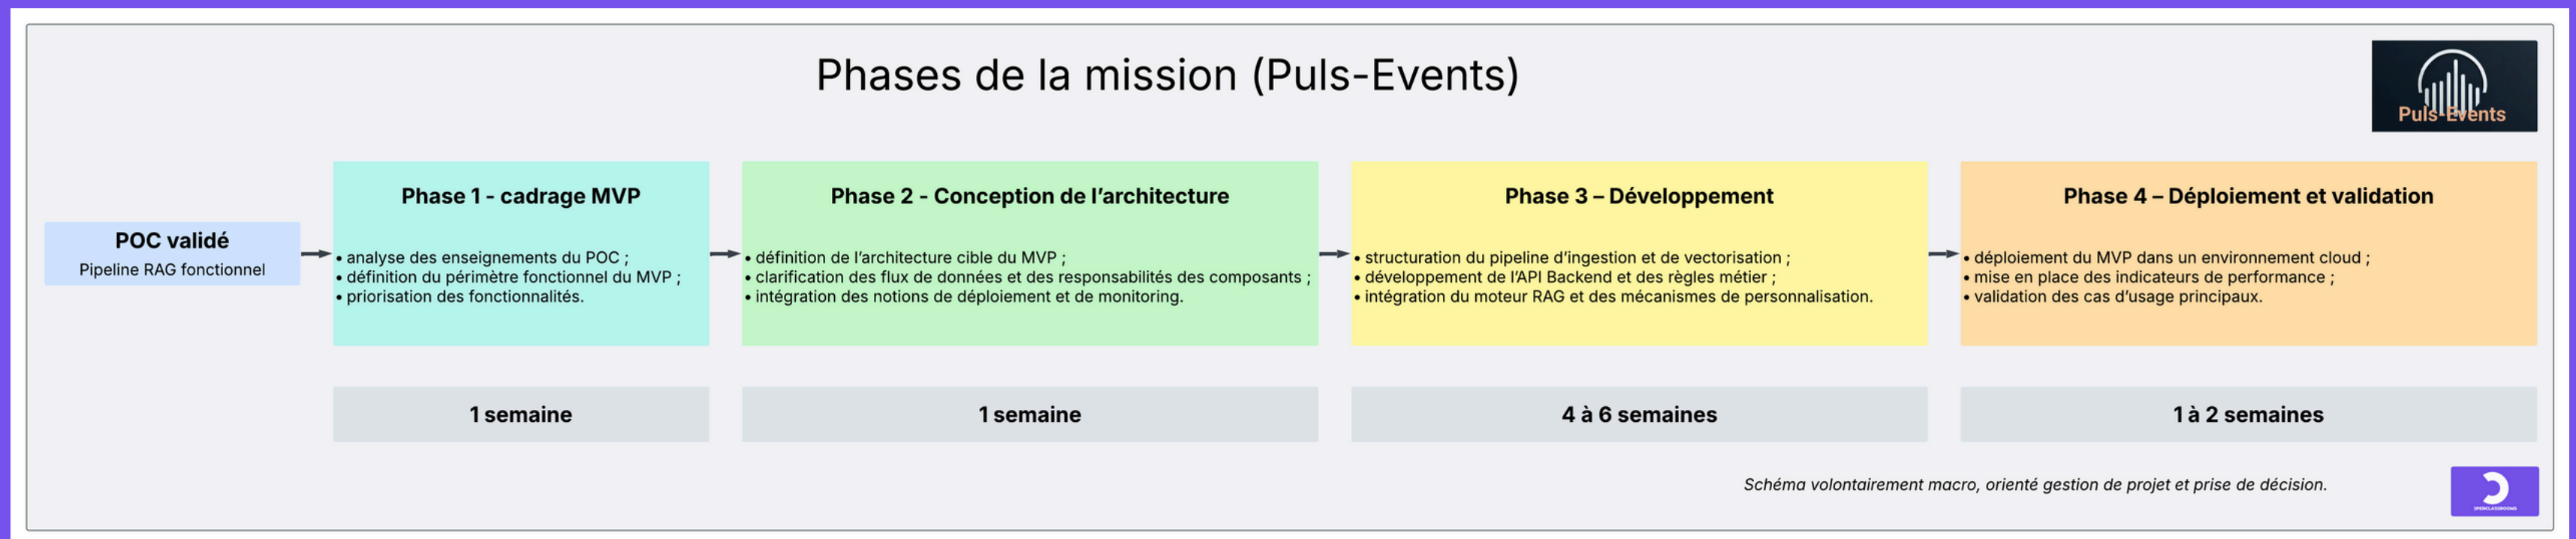 Phases de la mission (Puls-Events)
Puls-Events
POC validé
Pipeline RAG fonctionnel
Phase 1 - cadrage MVP
• analyse des enseignements du POC ;
• définition du périmètre fonctionnel du MVP ;
• priorisation des fonctionnalités.
1 semaine
Phase 2 - Conception de l’architecture
• définition de l’architecture cible du MVP ;
• clarification des flux de données et des responsabilités des composants ;
• intégration des notions de déploiement et de monitoring.
1 semaine
Phase 3 – Développement
• structuration du pipeline d’ingestion et de vectorisation ;
• développement de l’API Backend et des règles métier ;
• intégration du moteur RAG et des mécanismes de personnalisation.
4 à 6 semaines
Phase 4 – Déploiement et validation
• déploiement du MVP dans un environnement cloud ;
• mise en place des indicateurs de performance ;
• validation des cas d’usage principaux.
1 à 2 semaines
Schéma volontairement macro, orienté gestion de projet et prise de décision.
OPENCLASSROOMS